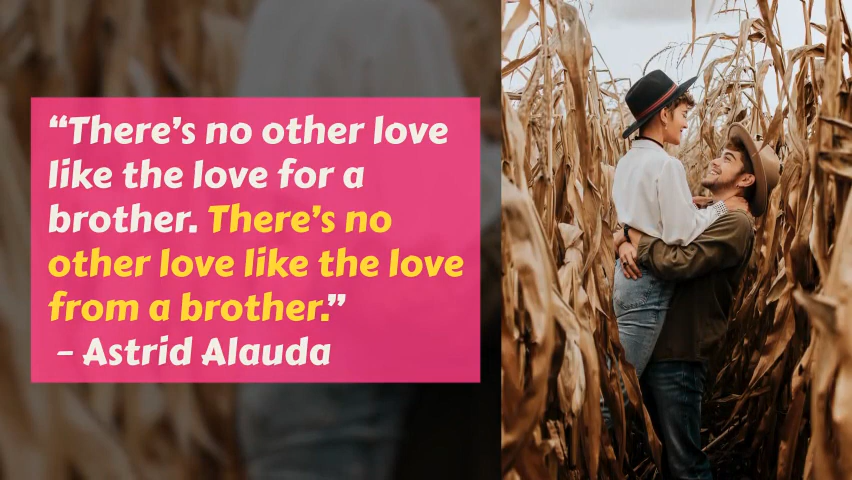 “There’s no other love
like the love for a
brother. There’s no
other love like the love
from a brother.”
– Astrid Alauda